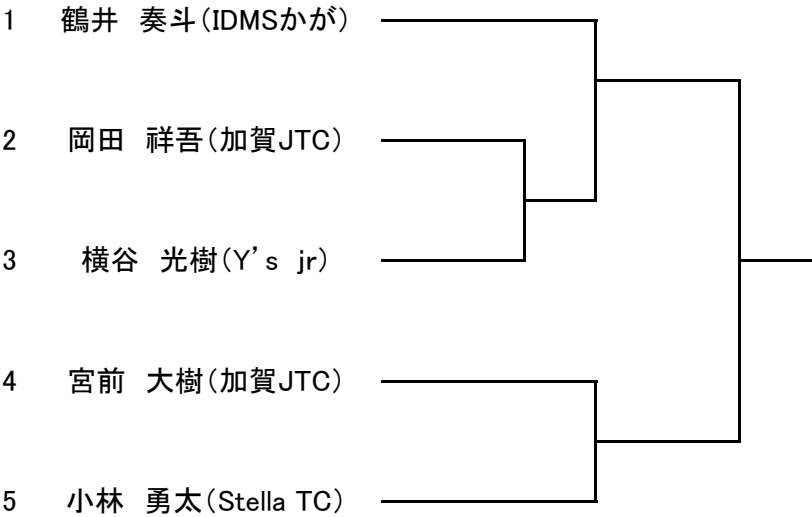 1 鶴井 奏斗(IDMSかが)
2 岡田 祥吾(加賀JTC)
3 横谷 光樹(Y's jr)
4 宮前 大樹(加賀JTC)
5 小林 勇太(Stella TC)